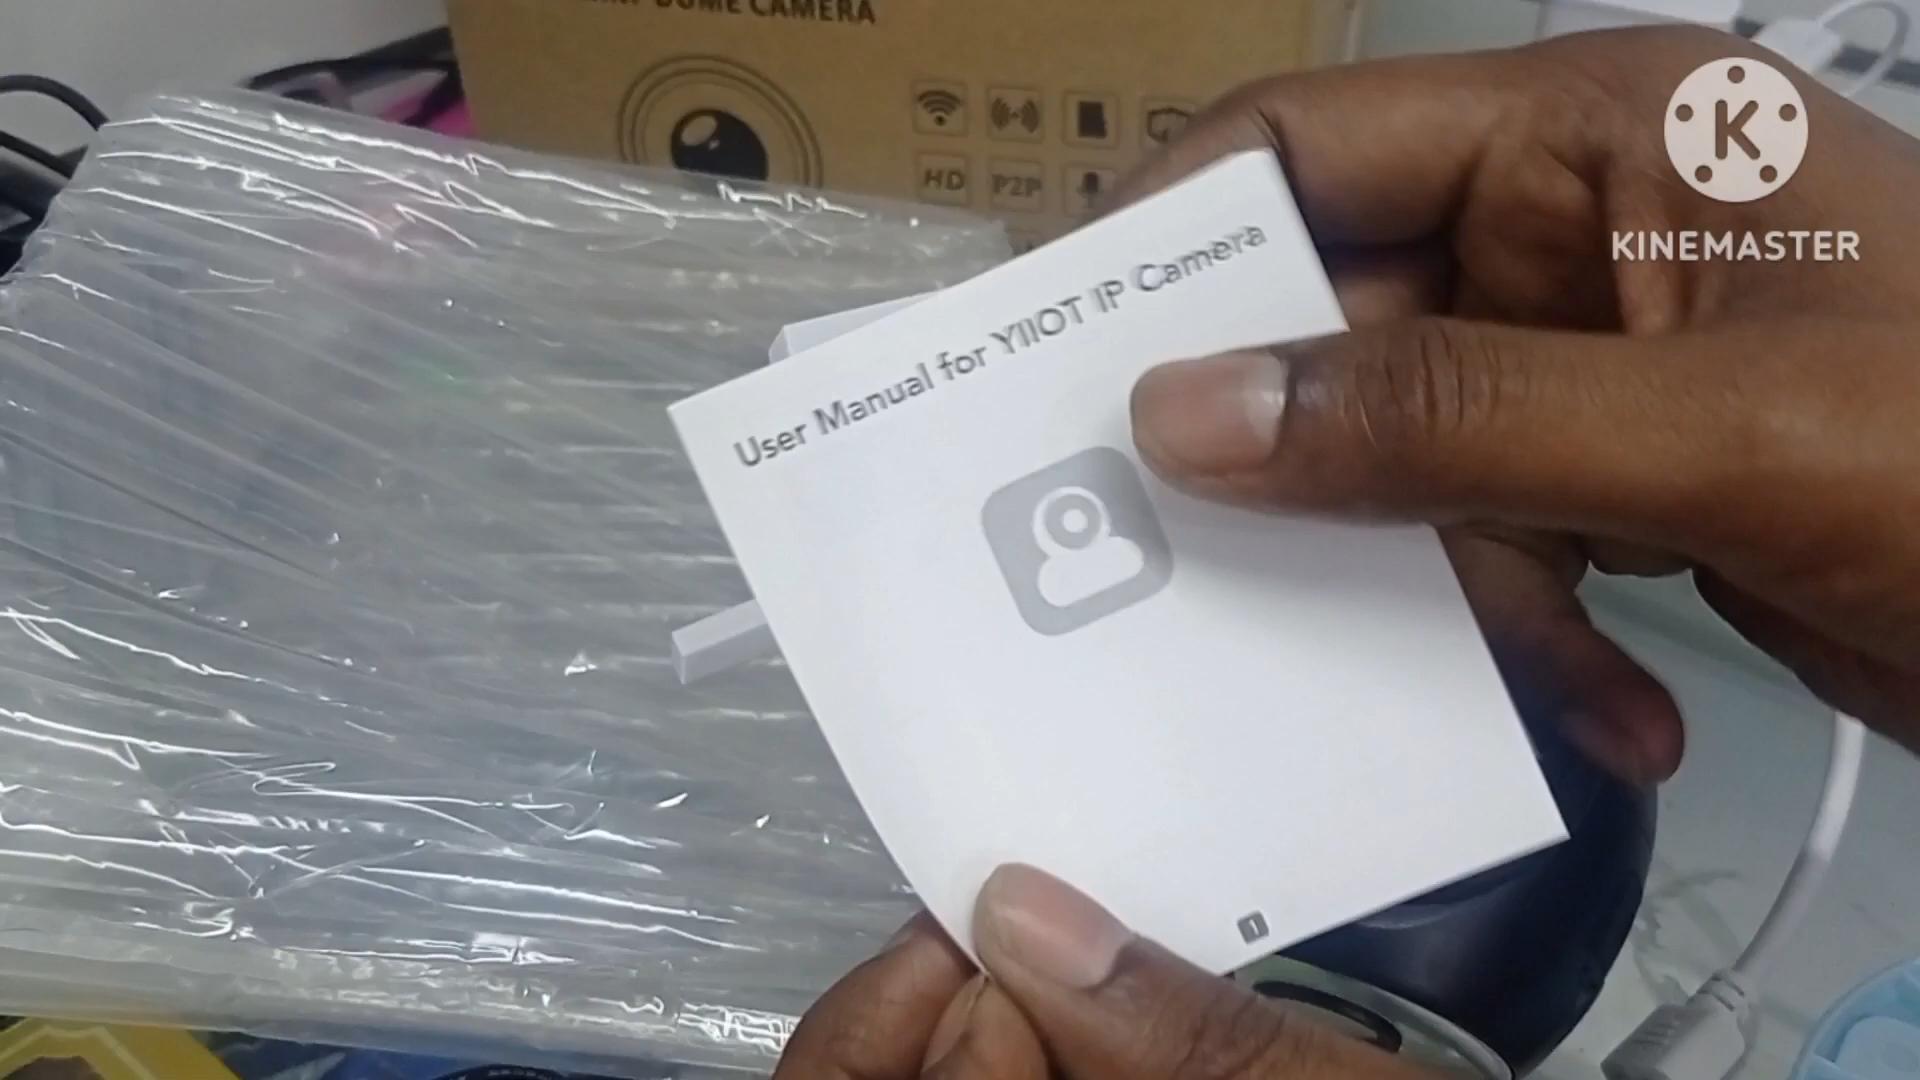 DOME CAMERA
HD P2P
User Manual for YIIOT IP Camera
1
K
KINEMASTER